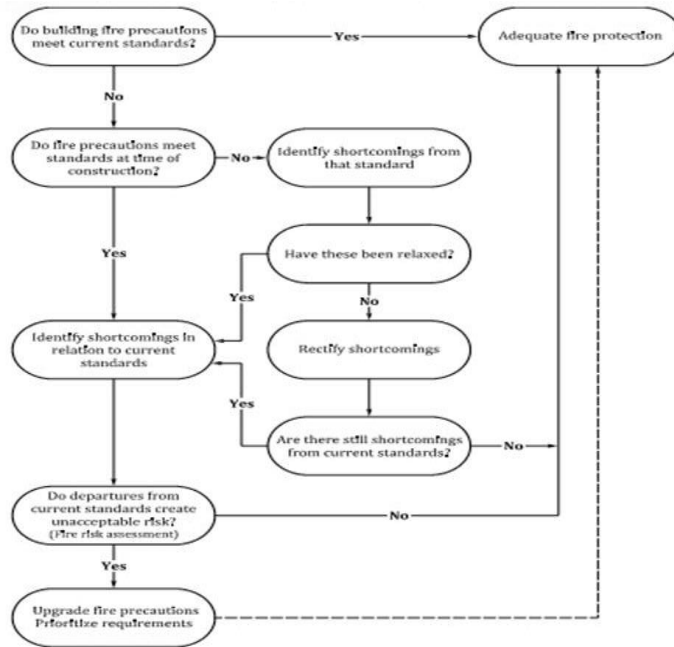 Do building fire precautions
meet current standards?
Yes
Adequate fire protection
No
Do fire precautions meet
standards at time of
construction?
No
Identify shortcomings from
that standard
Yes
Have these been relaxed?
Yes
No
Identify shortcomings in
relation to current
standards
Rectify shortcomings
Yes
Are there still shortcomings
from current standards?
No
Do departures from
current standards create
unacceptable risk?
(Fire risk assessment)
No
Yes
Upgrade fire precautions
Prioritize requirements